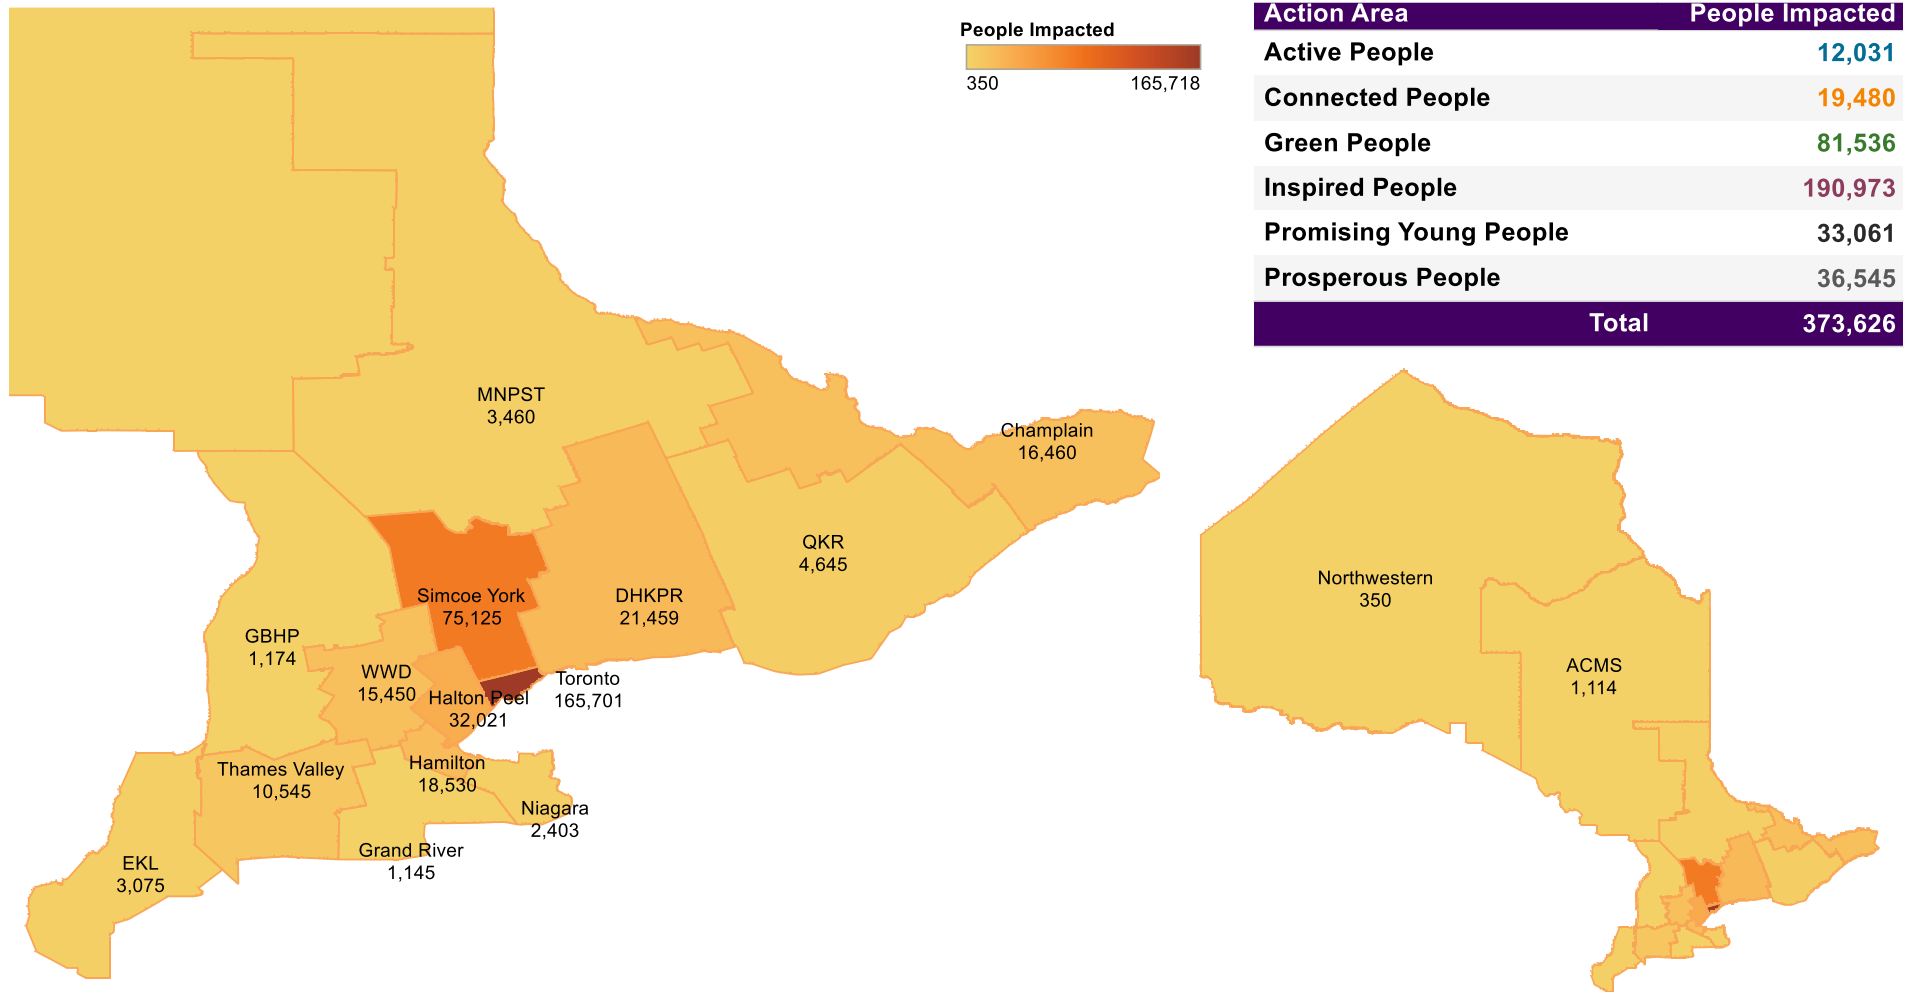 People Impacted
350 165,718
Action Area People Impacted
Active People 12,031
Connected People 19,480
Green People 81,536
Inspired People 190,973
Promising Young People 33,061
Prosperous People 36,545
Total 373,626
MNPST
3,460
Champlain
16,460
QKR
4,645
Simcoe York
75,125
DHKPR
21,459
GBHP
1,174
WWD
15,450
Toronto
165,701
Halton Peel
32,021
Thames Valley
10,545
Hamilton
18,530
Niagara
2,403
Grand River
1,145
EKL
3,075
Northwestern
350
ACMS
1,114